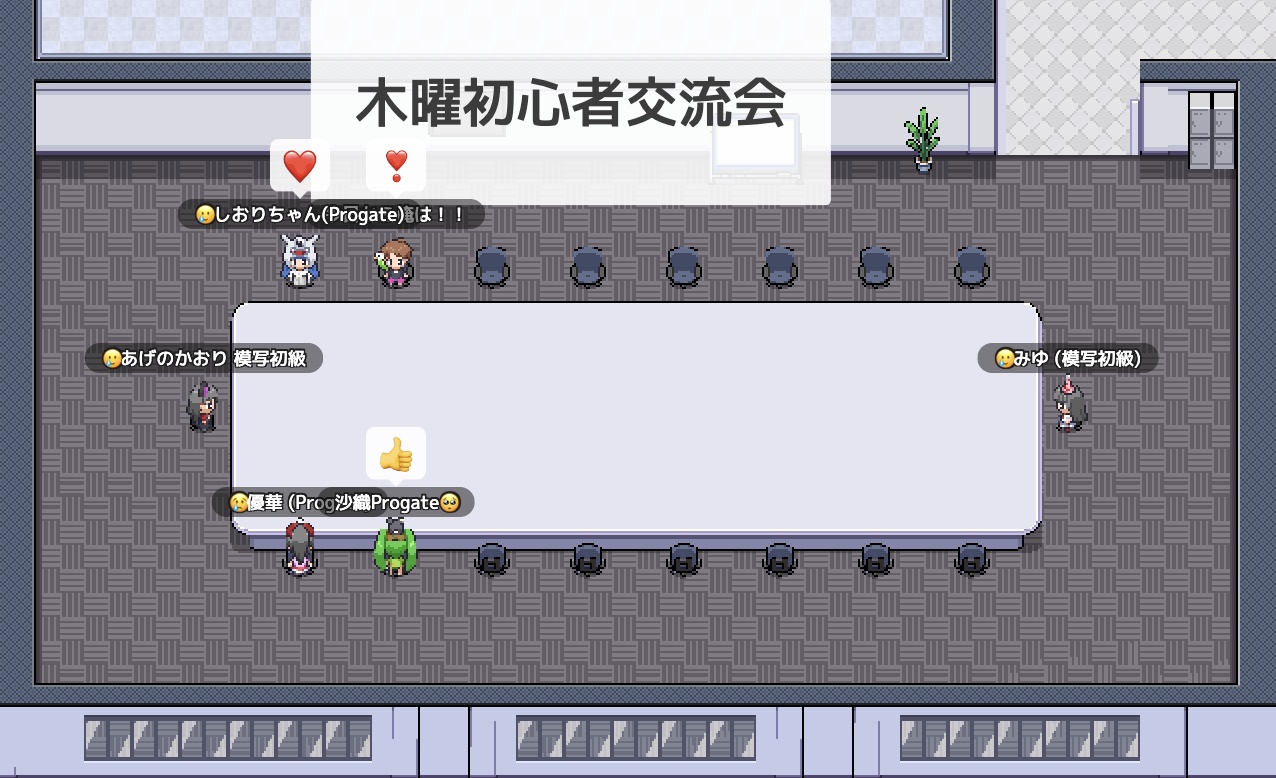 木曜初心者交流会
しおりちゃん(Progate)
は！！
あげのかおり 模写初級
みゆ (模写初級)
優華 (Prog
沙織Progate